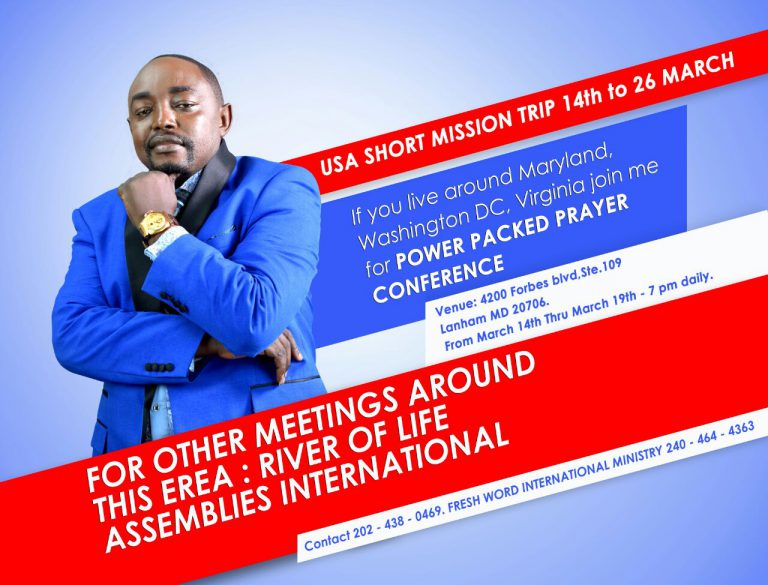 USA SHORT MISSION TRIP 14th to 26 MARCH
If you live around Maryland,
Washington DC, Virginia join me
for POWER PACKED PRAYER
CONFERENCE
Venue: 4200 Forbes blvd,Ste.109
Lanham MD 20706.
From March 14th Thru March 19th - 7 pm daily.
FOR OTHER MEETINGS AROUND
THIS EREA : RIVER OF LIFE
ASSEMBLIES INTERNATIONAL
Contact 202 - 438 - 0469. FRESH WORD INTERNATIONAL MINISTRY 240 - 464 - 4363